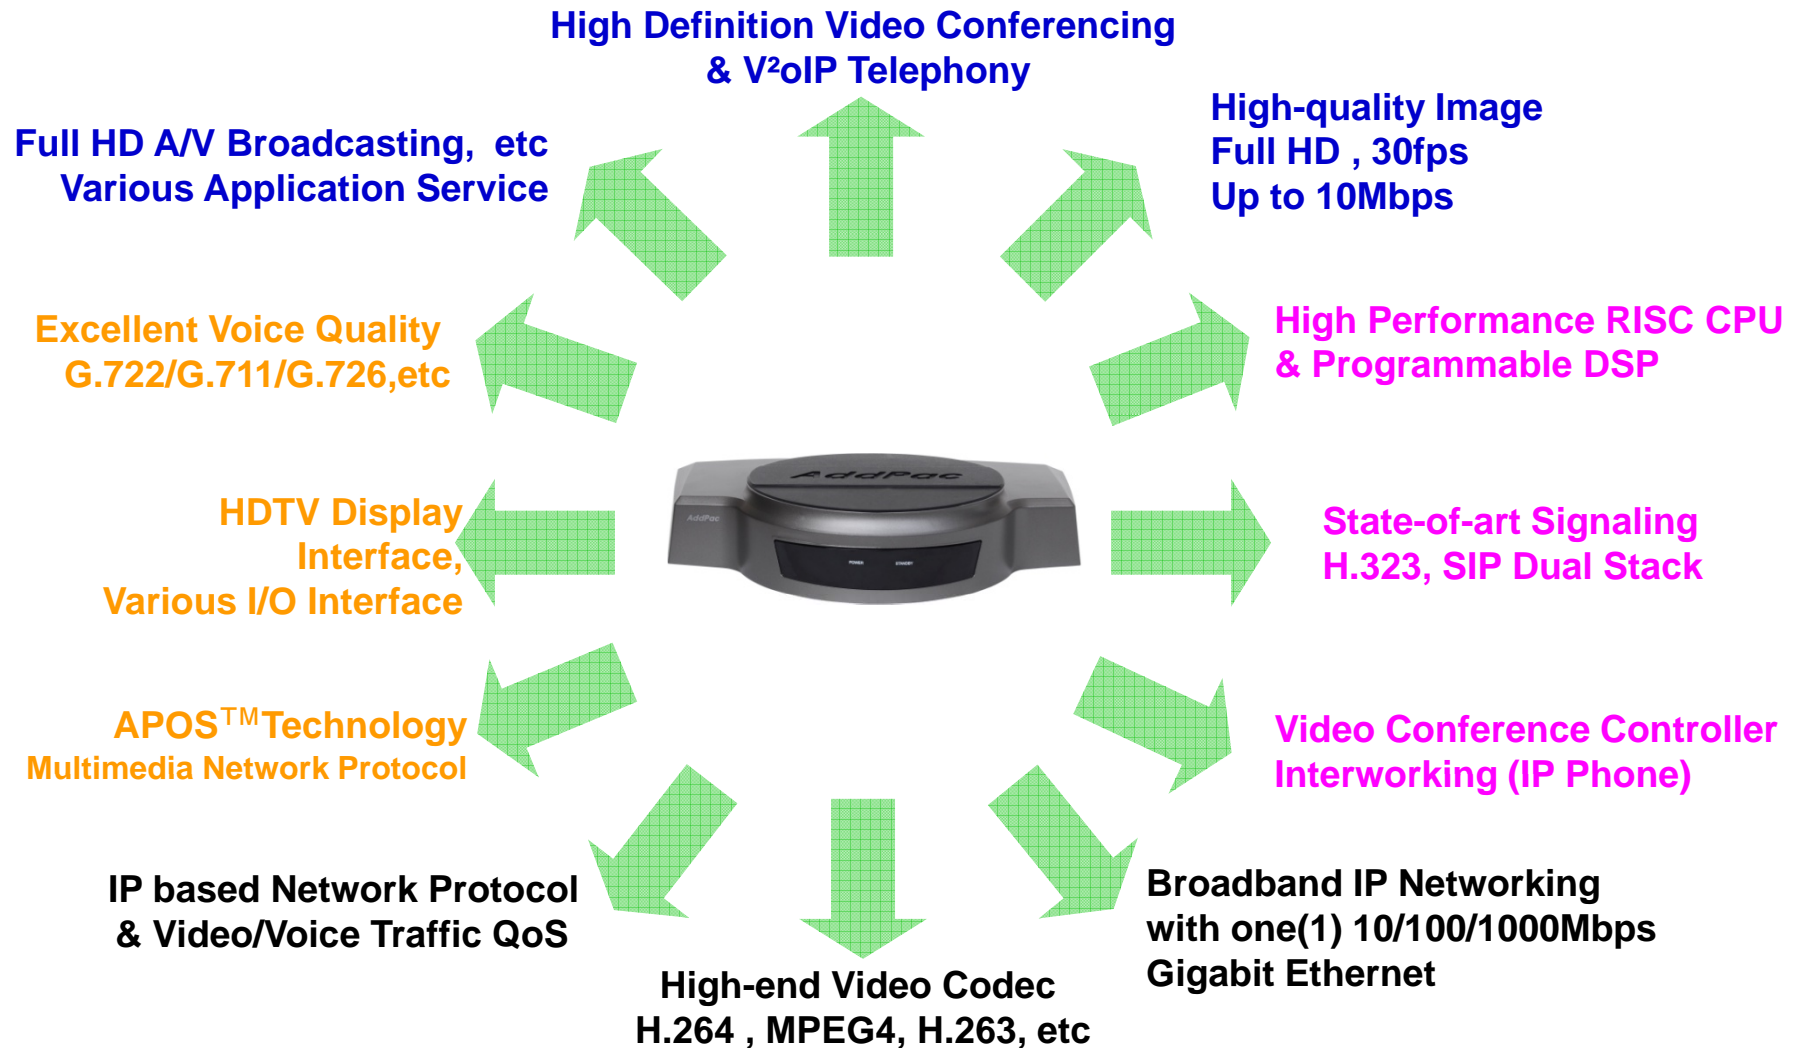 High Definition Video Conferencing
& V²oIP Telephony
Full HD A/V Broadcasting, etc
Various Application Service
High-quality Image
Full HD , 30fps
Up to 10Mbps
Excellent Voice Quality
G.722/G.711/G.726,etc
High Performance RISC CPU
& Programmable DSP
HDTV Display
Interface,
Various I/O Interface
AddPac
AddPac
POWER STANDBY
State-of-art Signaling
H.323, SIP Dual Stack
APOS™Technology
Multimedia Network Protocol
Video Conference Controller
Interworking (IP Phone)
IP based Network Protocol
& Video/Voice Traffic QoS
High-end Video Codec
H.264 , MPEG4, H.263, etc
Broadband IP Networking
with one(1) 10/100/1000Mbps
Gigabit Ethernet